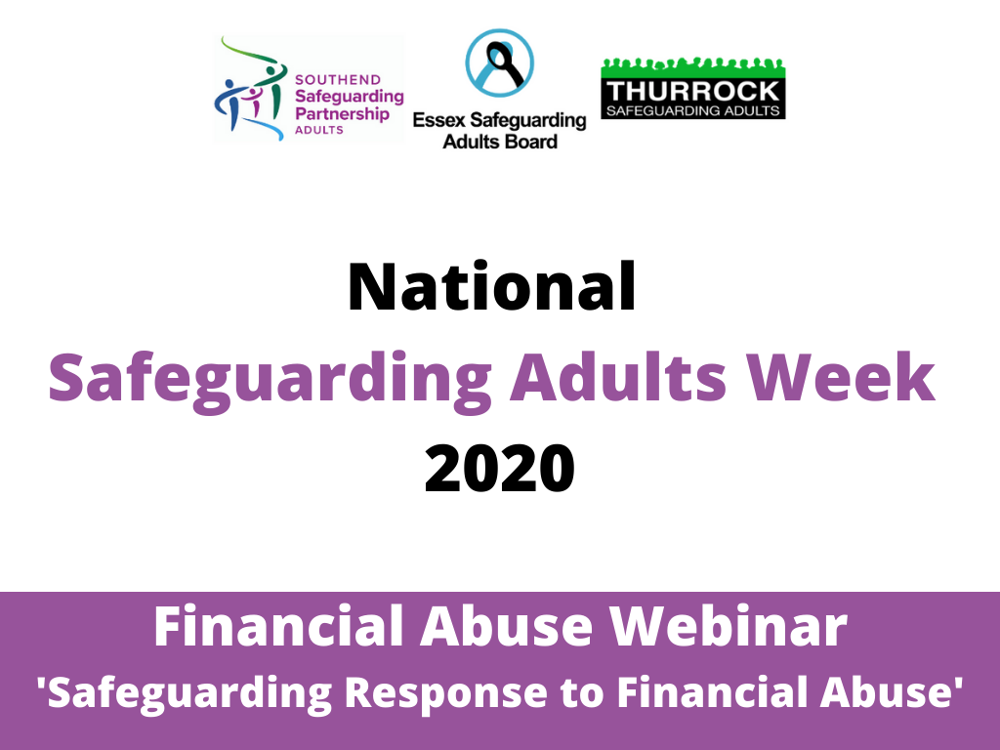 SOUTHEND
Safeguarding
Partnership
ADULTS
Essex Safeguarding
Adults Board
THURROCK
SAFEGUARDING ADULTS
National
Safeguarding Adults Week
2020
Financial Abuse Webinar
'Safeguarding Response to Financial Abuse'